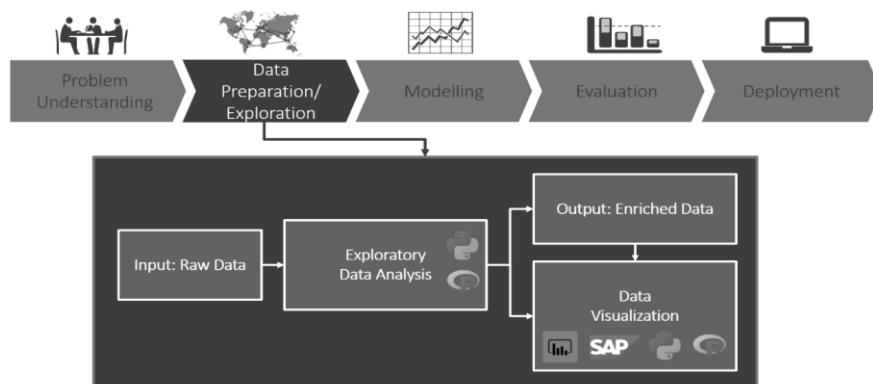 Problem
Understanding
Data
Preparation/
Exploration
Modelling
Evaluation
Deployment
Input: Raw Data
Exploratory
Data Analysis
Output: Enriched Data
Data
Visualization
SAP
R
R